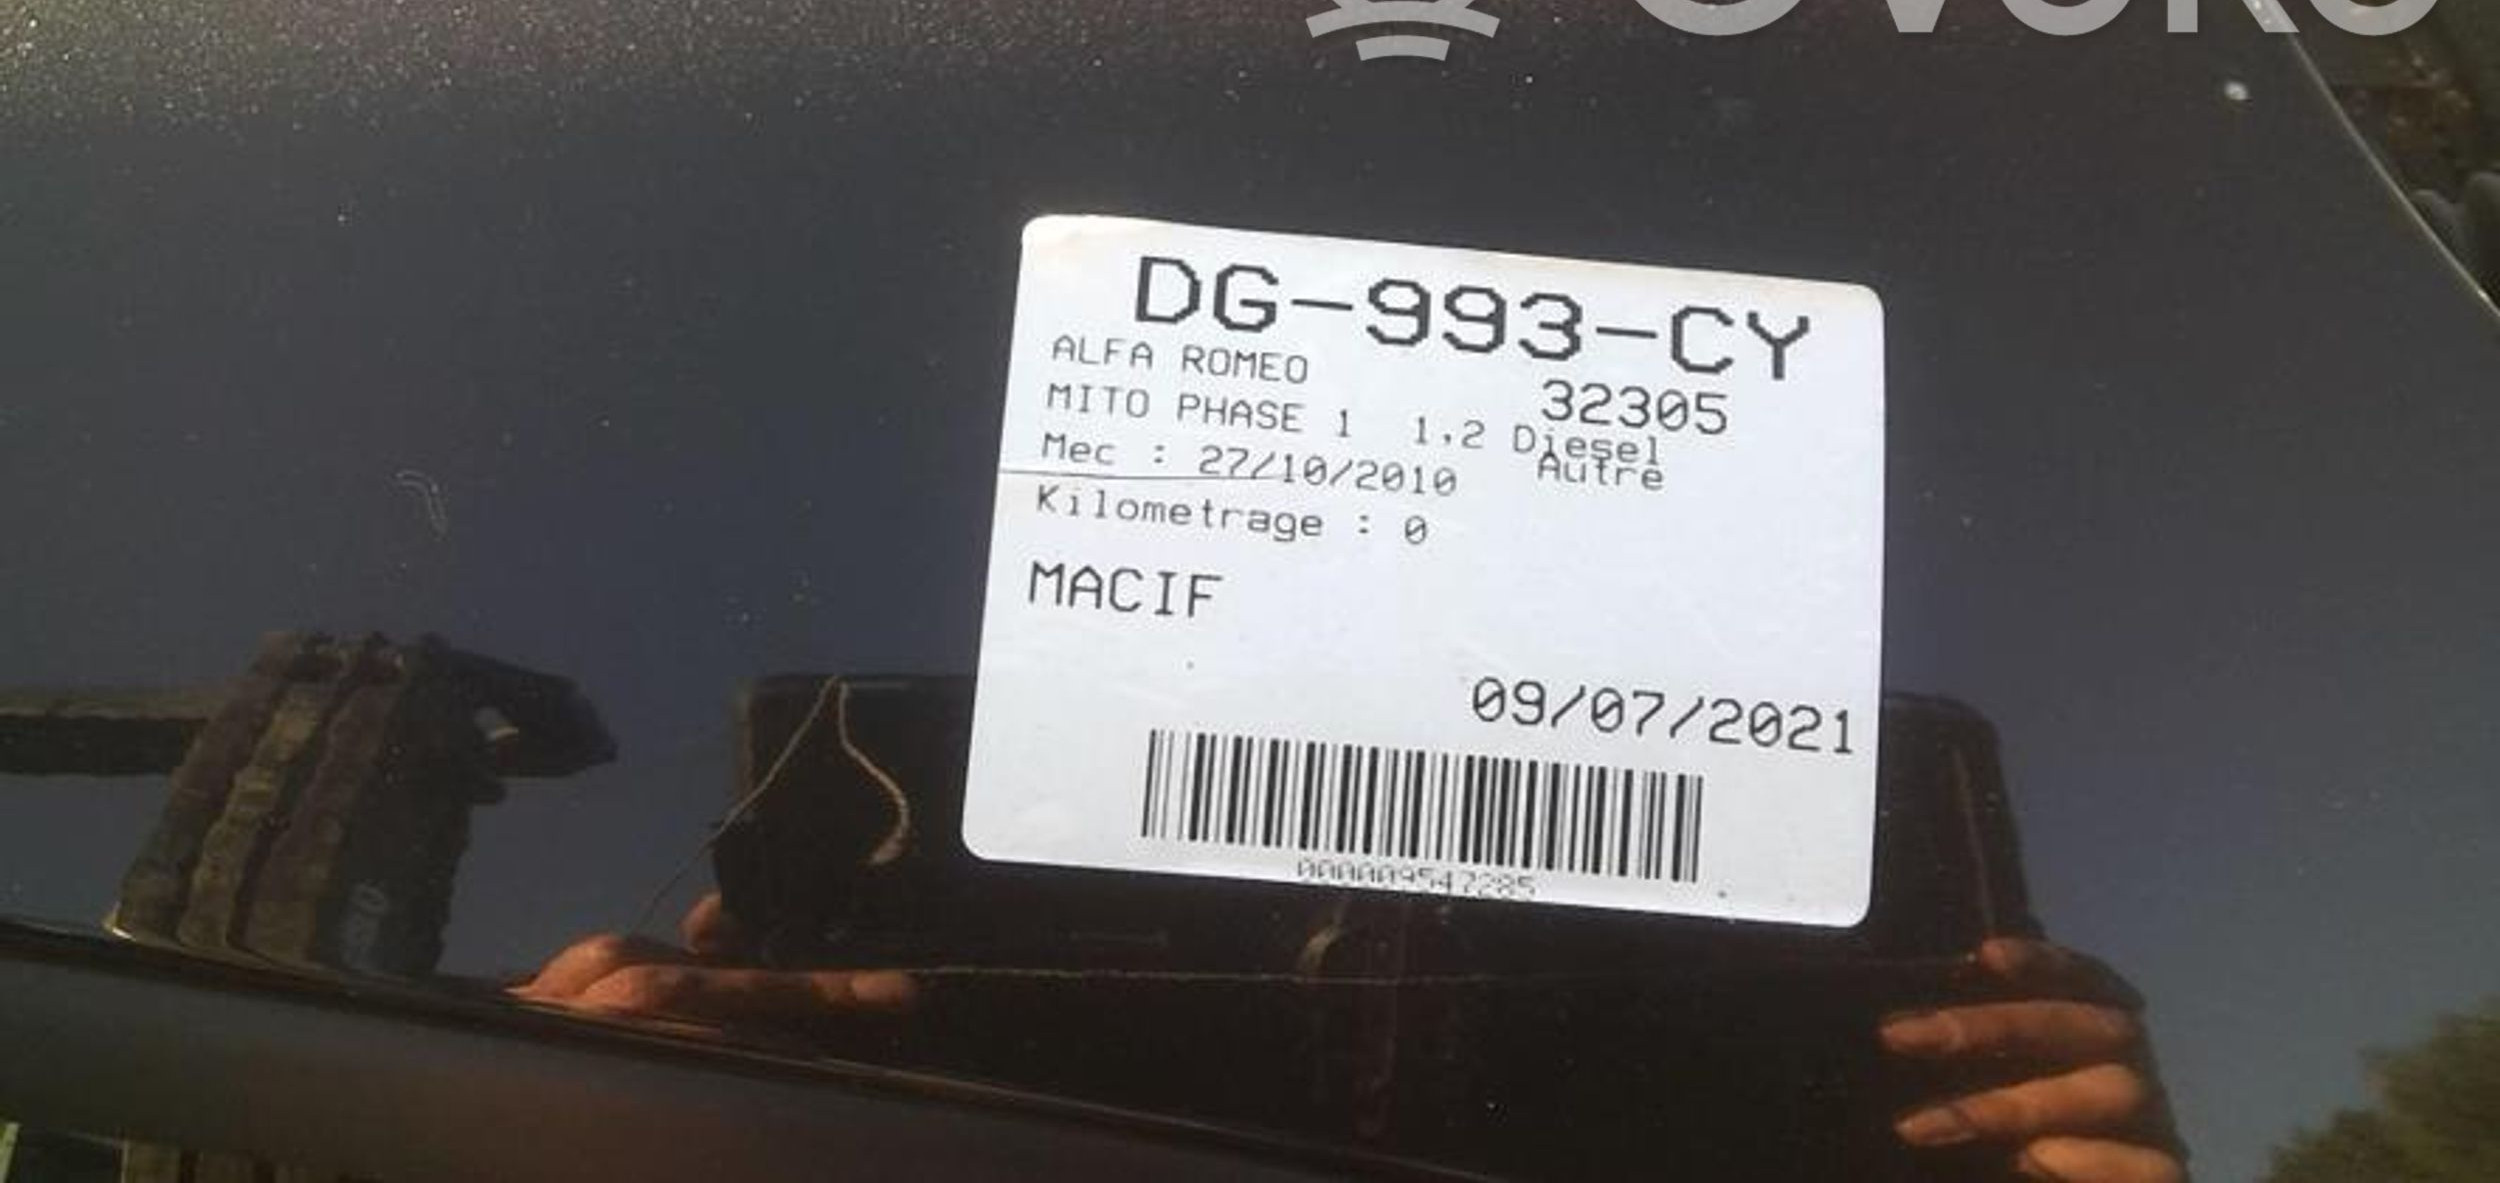 DG-993-CY
ALFA ROMEO
32305
MITO PHASE 1 1,2 Diesel
Autre
Mec : 27/10/2010
Kilometrage : 0
MACIF
09/07/2021
000009547285